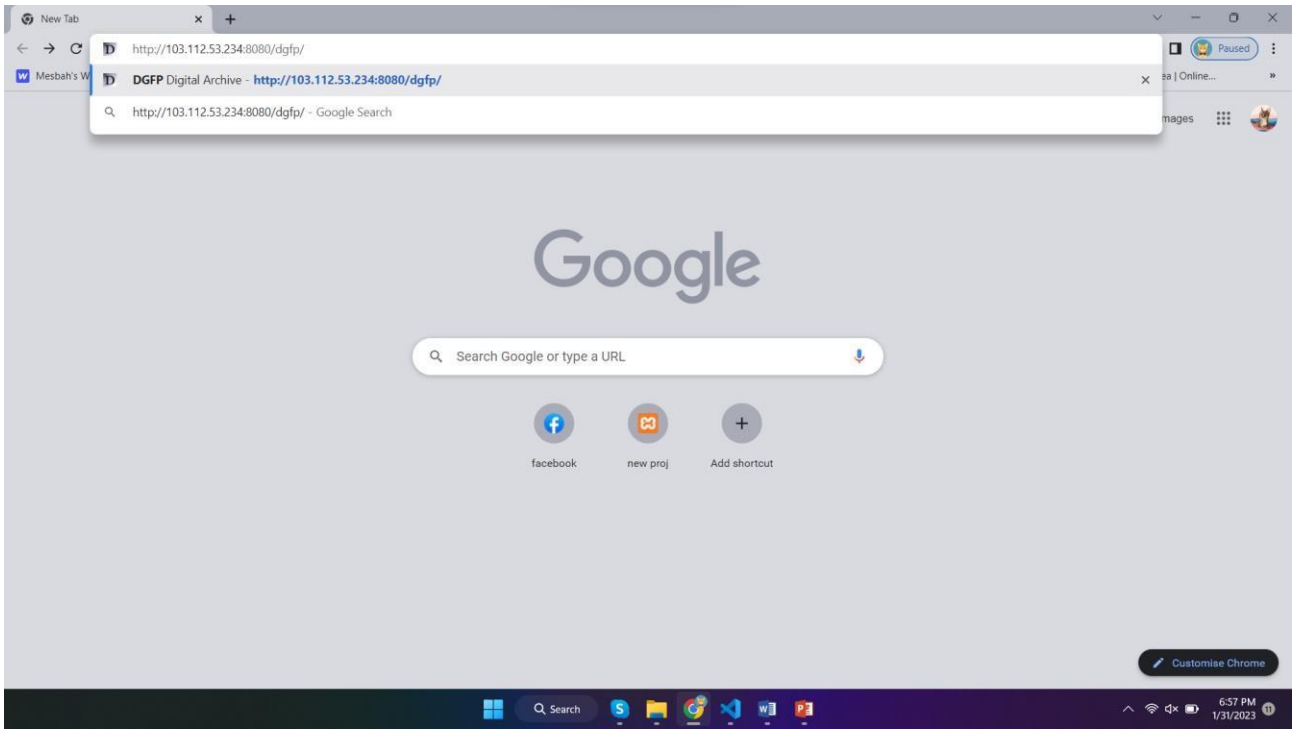 New Tab
http://103.112.53.234:8080/dgfp/
Paused
Mesbah's W
DGFP Digital Archive - http://103.112.53.234:8080/dgfp/
ea | Online...
http://103.112.53.234:8080/dgfp/ - Google Search
mages
Google
Search Google or type a URL
facebook
new proj
Add shortcut
Customise Chrome
Search
6:57 PM
1/31/2023
11